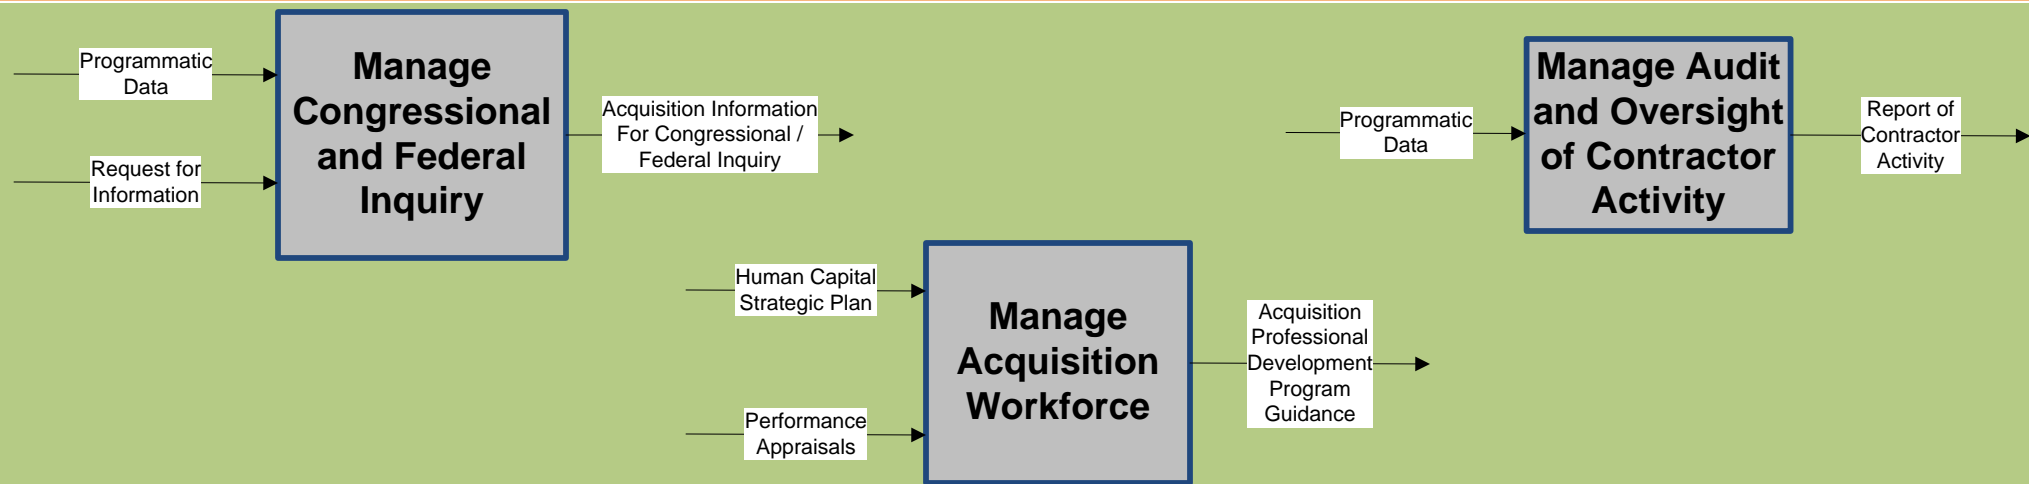 Programmatic
Data
Request for
Information
Manage
Congressional
and Federal
Inquiry
Acquisition Information
For Congressional /
Federal Inquiry
Human Capital
Strategic Plan
Performance
Appraisals
Manage
Acquisition
Workforce
Acquisition
Professional
Development
Program
Guidance
Programmatic
Data
Manage Audit
and Oversight
of Contractor
Activity
Report of
Contractor
Activity